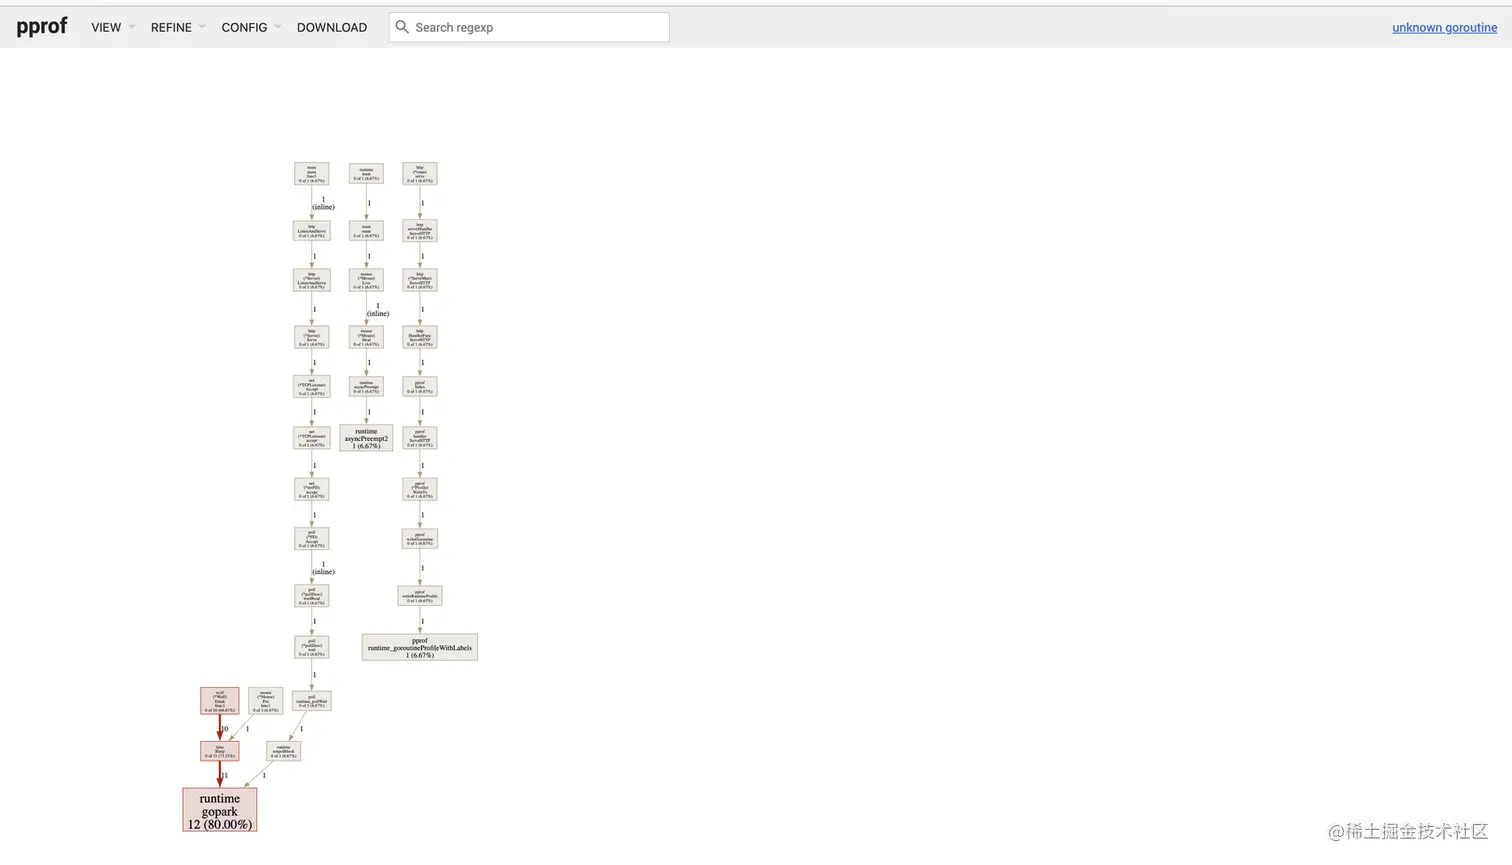 pprof
VIEW
REFINE
CONFIG
DOWNLOAD
Search regexp
unknown goroutine
main
main
func1
0 of 1 (6.67%)
runtime
main
0 of 1 (6.67%)
http
(*conn)
serve
0 of 1 (6.67%)
1
(inline)
1
1
http
ListenAndServe
0 of 1 (6.67%)
main
main
0 of 1 (6.67%)
http
serverHandler
ServeHTTP
0 of 1 (6.67%)
1
1
1
http
(*Server)
ListenAndServe
0 of 1 (6.67%)
mouse
(*Mouse)
Live
0 of 1 (6.67%)
http
(*ServeMux)
ServeHTTP
0 of 1 (6.67%)
1
1
(inline)
1
http
(*Server)
Serve
0 of 1 (6.67%)
mouse
(*Mouse)
Steal
0 of 1 (6.67%)
http
HandlerFunc
ServeHTTP
0 of 1 (6.67%)
1
1
1
net
(*TCPListener)
Accept
0 of 1 (6.67%)
runtime
asyncPreempt
0 of 1 (6.67%)
pprof
Index
0 of 1 (6.67%)
1
1
1
net
(*TCPListener)
accept
0 of 1 (6.67%)
runtime
asyncPreempt2
1 (6.67%)
pprof
handler
ServeHTTP
0 of 1 (6.67%)
1
1
net
(*netFD)
accept
0 of 1 (6.67%)
pprof
(*Profile)
WriteTo
0 of 1 (6.67%)
1
1
poll
(*FD)
Accept
0 of 1 (6.67%)
pprof
writeGoroutine
0 of 1 (6.67%)
1
(inline)
1
poll
(*pollDesc)
waitRead
0 of 1 (6.67%)
pprof
writeRuntimeProfile
0 of 1 (6.67%)
1
1
poll
(*pollDesc)
wait
0 of 1 (6.67%)
pprof
runtime_goroutineProfileWithLabels
1 (6.67%)
1
wolf
(*Wolf)
Drink
func1
0 of 10 (66.67%)
mouse
(*Mouse)
Pee
func1
0 of 1 (6.67%)
poll
runtime_pollWait
0 of 1 (6.67%)
10
1
1
time
Sleep
0 of 11 (73.33%)
runtime
netpollblock
0 of 1 (6.67%)
11
1
runtime
gopark
12 (80.00%)
@稀土掘金技术社区